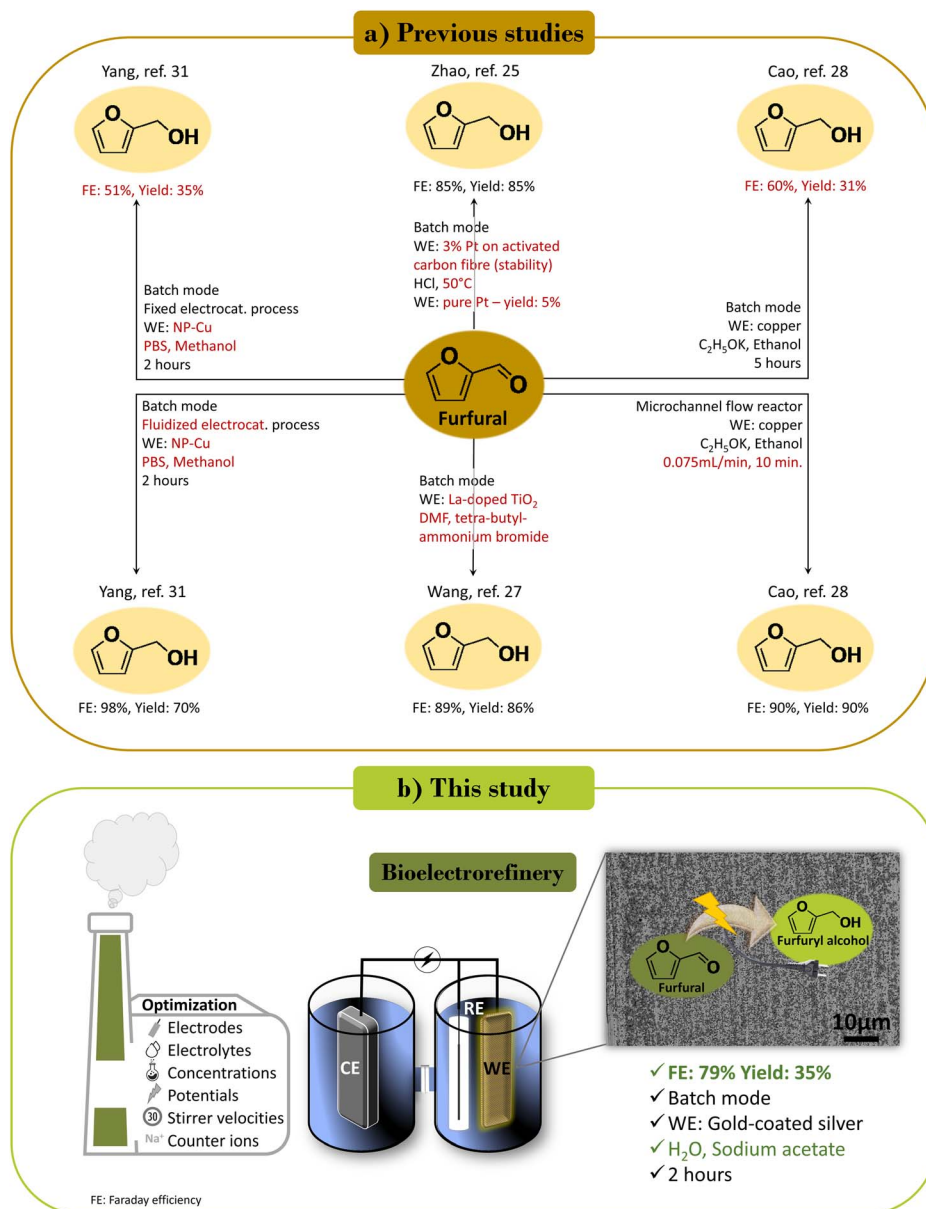 a) Previous studies
Yang, ref. 31
O
OH
FE: 51%, Yield: 35%
Zhao, ref. 25
O
OH
FE: 85%, Yield: 85%
Cao, ref. 28
O
OH
FE: 60%, Yield: 31%
Batch mode
Fixed electrocat. process
WE: NP-Cu
PBS, Methanol
2 hours
Batch mode
WE: 3% Pt on activated
carbon fibre (stability)
HCl, 50°C
WE: pure Pt – yield: 5%
Batch mode
WE: copper
C₂H₅OK, Ethanol
5 hours
O
O
Furfural
Batch mode
Fluidized electrocat. process
WE: NP-Cu
PBS, Methanol
2 hours
Batch mode
WE: La-doped TiO₂
DMF, tetra-butyl-
ammonium bromide
Microchannel flow reactor
WE: copper
C₂H₅OK, Ethanol
0.075mL/min, 10 min.
Yang, ref. 31
O
OH
FE: 98%, Yield: 70%
Wang, ref. 27
O
OH
FE: 89%, Yield: 86%
Cao, ref. 28
O
OH
FE: 90%, Yield: 90%
b) This study
Bioelectrorefinery
Optimization
Electrodes
Electrolytes
Concentrations
Potentials
30 Stirrer velocities
Na⁺ Counter ions
CE
RE
WE
O
O
Furfural
O
OH
Furfuryl alcohol
10µm
✓ FE: 79% Yield: 35%
✓ Batch mode
✓ WE: Gold-coated silver
✓ H₂O, Sodium acetate
✓ 2 hours
FE: Faraday efficiency